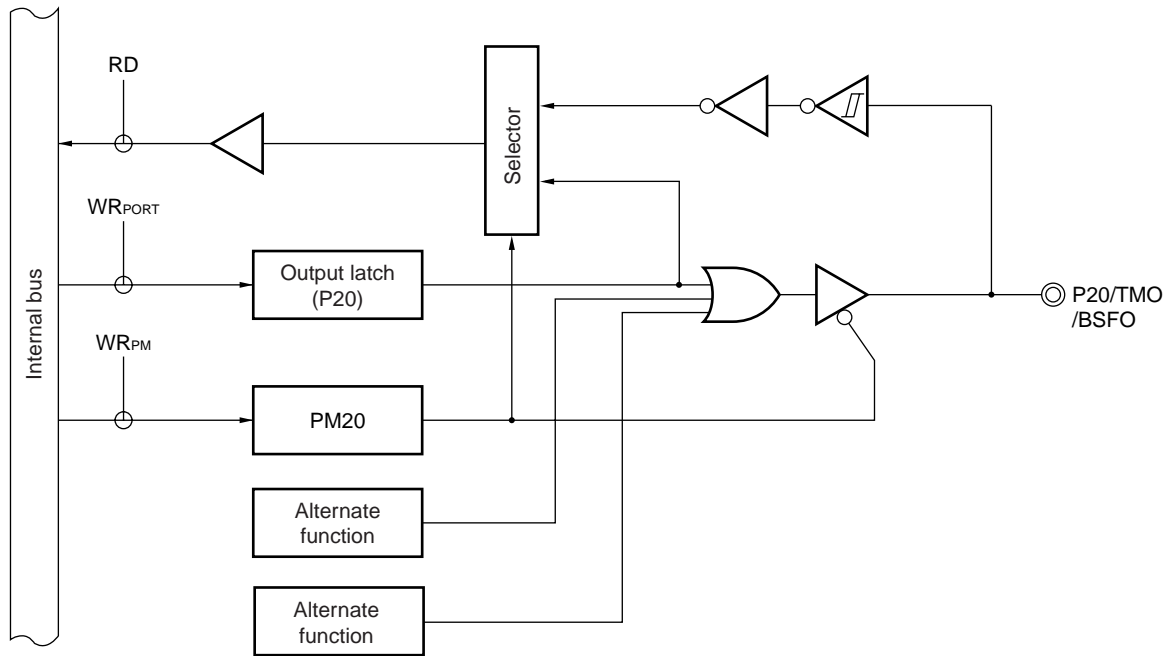 RD
Selector
WRPORT
Output latch
(P20)
P20/TMO
/BSFO
Internal bus
WRPM
PM20
Alternate
function
Alternate
function